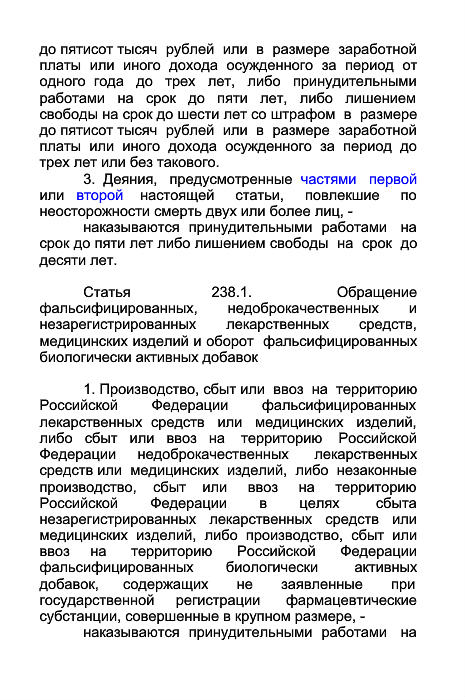 до пятисот тысяч рублей или в размере заработной
платы или иного дохода осужденного за период от
одного года до трех лет, либо принудительными
работами на срок до пяти лет, либо лишением
свободы на срок до шести лет со штрафом в размере
до пятисот тысяч рублей или в размере заработной
платы или иного дохода осужденного за период до
трех лет или без такового.
3. Деяния, предусмотренные частями первой
или второй настоящей статьи, повлекшие по
неосторожности смерть двух или более лиц, -
наказываются принудительными работами на
срок до пяти лет либо лишением свободы на срок до
десяти лет.
Статья 238.1. Обращение
фальсифицированных, недоброкачественных и
незарегистрированных лекарственных средств,
медицинских изделий и оборот фальсифицированных
биологически активных добавок
1. Производство, сбыт или ввоз на территорию
Российской Федерации фальсифицированных
лекарственных средств или медицинских изделий,
либо сбыт или ввоз на территорию Российской
Федерации недоброкачественных лекарственных
средств или медицинских изделий, либо незаконные
производство, сбыт или ввоз на территорию
Российской Федерации в целях сбыта
незарегистрированных лекарственных средств или
медицинских изделий, либо производство, сбыт или
ввоз на территорию Российской Федерации
фальсифицированных биологически активных
добавок, содержащих не заявленные при
государственной регистрации фармацевтические
субстанции, совершенные в крупном размере, -
наказываются принудительными работами на